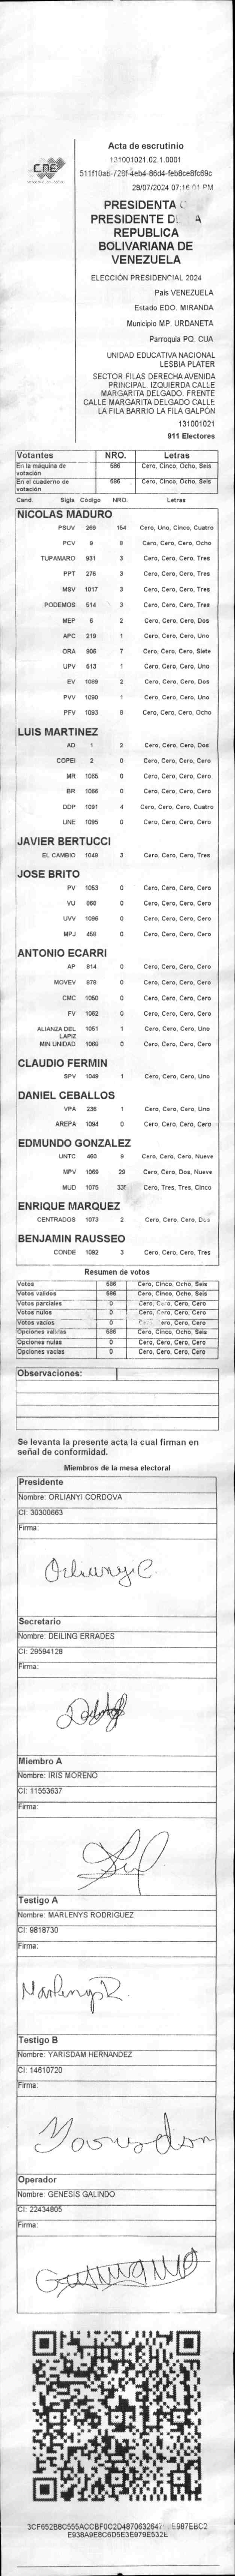 CNE
Acta de escrutinio
131001021.02.1.0001
28/07/2024
PRESIDENTA
PRESIDENTE
REPUBLICA
BOLIVARIANA DE
VENEZUELA
ELECCIÓN PRESIDENCIAL 2024
País VENEZUELA
Estado EDO. MIRANDA
Municipio MP. URDANETA
Parroquia PQ. CUA
UNIDAD EDUCATIVA NACIONAL
LESBIA PLATER
SECTOR FILAS DERECHA AVENIDA
PRINCIPAL. IZQUIERDA CALLE
MARGARITA DELGADO. FRENTE
CALLE MARGARITA DELGADO CALLE
LA FILA BARRIO LA FILA GALPÓN
131001021
911 Electores
Votantes NRO. Letras
En la máquina de votación 586 Cero, Cinco, Ocho, Seis
En el cuaderno de votación 586 Cero, Cinco, Ocho, Seis
Cand. Sigla Código NRO. Letras
NICOLAS MADURO
PSUV 269 154 Cero, Uno, Cinco, Cuatro
PCV 9 8 Cero, Cero, Cero, Ocho
TUPAMARO 931 3 Cero, Cero, Cero, Tres
PPT 276 3 Cero, Cero, Cero, Tres
MSV 1017 3 Cero, Cero, Cero, Tres
PODEMOS 514 3 Cero, Cero, Cero, Tres
MEP 6 2 Cero, Cero, Cero, Dos
APC 219 1 Cero, Cero, Cero, Uno
ORA 906 7 Cero, Cero, Cero, Siete
UPV 513 1 Cero, Cero, Cero, Uno
EV 1089 2 Cero, Cero, Cero, Dos
PVV 1090 1 Cero, Cero, Cero, Uno
PFV 1093 8 Cero, Cero, Cero, Ocho
LUIS MARTINEZ
AD 1 2 Cero, Cero, Cero, Dos
COPEI 2 0 Cero, Cero, Cero, Cero
MR 1065 0 Cero, Cero, Cero, Cero
BR 1066 0 Cero, Cero, Cero, Cero
DDP 1091 4 Cero, Cero, Cero, Cuatro
UNE 1095 0 Cero, Cero, Cero, Cero
JAVIER BERTUCCI
EL CAMBIO 1048 3 Cero, Cero, Cero, Tres
JOSE BRITO
PV 1053 0 Cero, Cero, Cero, Cero
VU 960 0 Cero, Cero, Cero, Cero
UVV 1096 0 Cero, Cero, Cero, Cero
MPJ 459 0 Cero, Cero, Cero, Cero
ANTONIO ECARRI
AP 814 0 Cero, Cero, Cero, Cero
MOVEV 878 0 Cero, Cero, Cero, Cero
CMC 1050 0 Cero, Cero, Cero, Cero
FV 1062 0 Cero, Cero, Cero, Cero
ALIANZA DEL LAPIZ 1051 1 Cero, Cero, Cero, Uno
MIN UNIDAD 1069 0 Cero, Cero, Cero, Cero
CLAUDIO FERMIN
SPV 1049 1 Cero, Cero, Cero, Uno
DANIEL CEBALLOS
VPA 236 1 Cero, Cero, Cero, Uno
AREPA 1094 0 Cero, Cero, Cero, Cero
EDMUNDO GONZALEZ
UNTC 460 9 Cero, Cero, Cero, Nueve
MPV 1069 29 Cero, Cero, Dos, Nueve
MUD 1075 335 Cero, Tres, Tres, Cinco
ENRIQUE MARQUEZ
CENTRADOS 1073 2 Cero, Cero, Cero, Dos
BENJAMIN RAUSSEO
CONDE 1092 3 Cero, Cero, Cero, Tres
Resumen de votos
Votos 586 Cero, Cinco, Ocho, Seis
Votos validos 586 Cero, Cinco, Ocho, Seis
Votos parciales 0 Cero, Cero, Cero, Cero
Votos nulos 0 Cero, Cero, Cero, Cero
Votos vacios 0 Cero, Cero, Cero
Opciones validas 586 Cero, Cinco, Ocho, Seis
Opciones nulas 0 Cero, Cero, Cero, Cero
Opciones vacias 0 Cero, Cero, Cero, Cero
Observaciones:
Se levanta la presente acta la cual firman en
señal de conformidad.
Miembros de la mesa electoral
Presidente
Nombre: ORLIANYI CORDOVA
CI: 30300663
Firma:
Secretario
Nombre: DEILING ERRADES
CI: 29594128
Firma:
Miembro A
Nombre: IRIS MORENO
CI: 11553637
Firma:
Testigo A
Nombre: MARLENYS RODRIGUEZ
CI: 9818730
Firma:
Marlenys R.
Testigo B
Nombre: YARISDAM HERNANDEZ
CI: 14610720
Firma:
Operador
Nombre: GENESIS GALINDO
CI: 22434805
Firma:
E938A9E8C6D5E3E979E532E